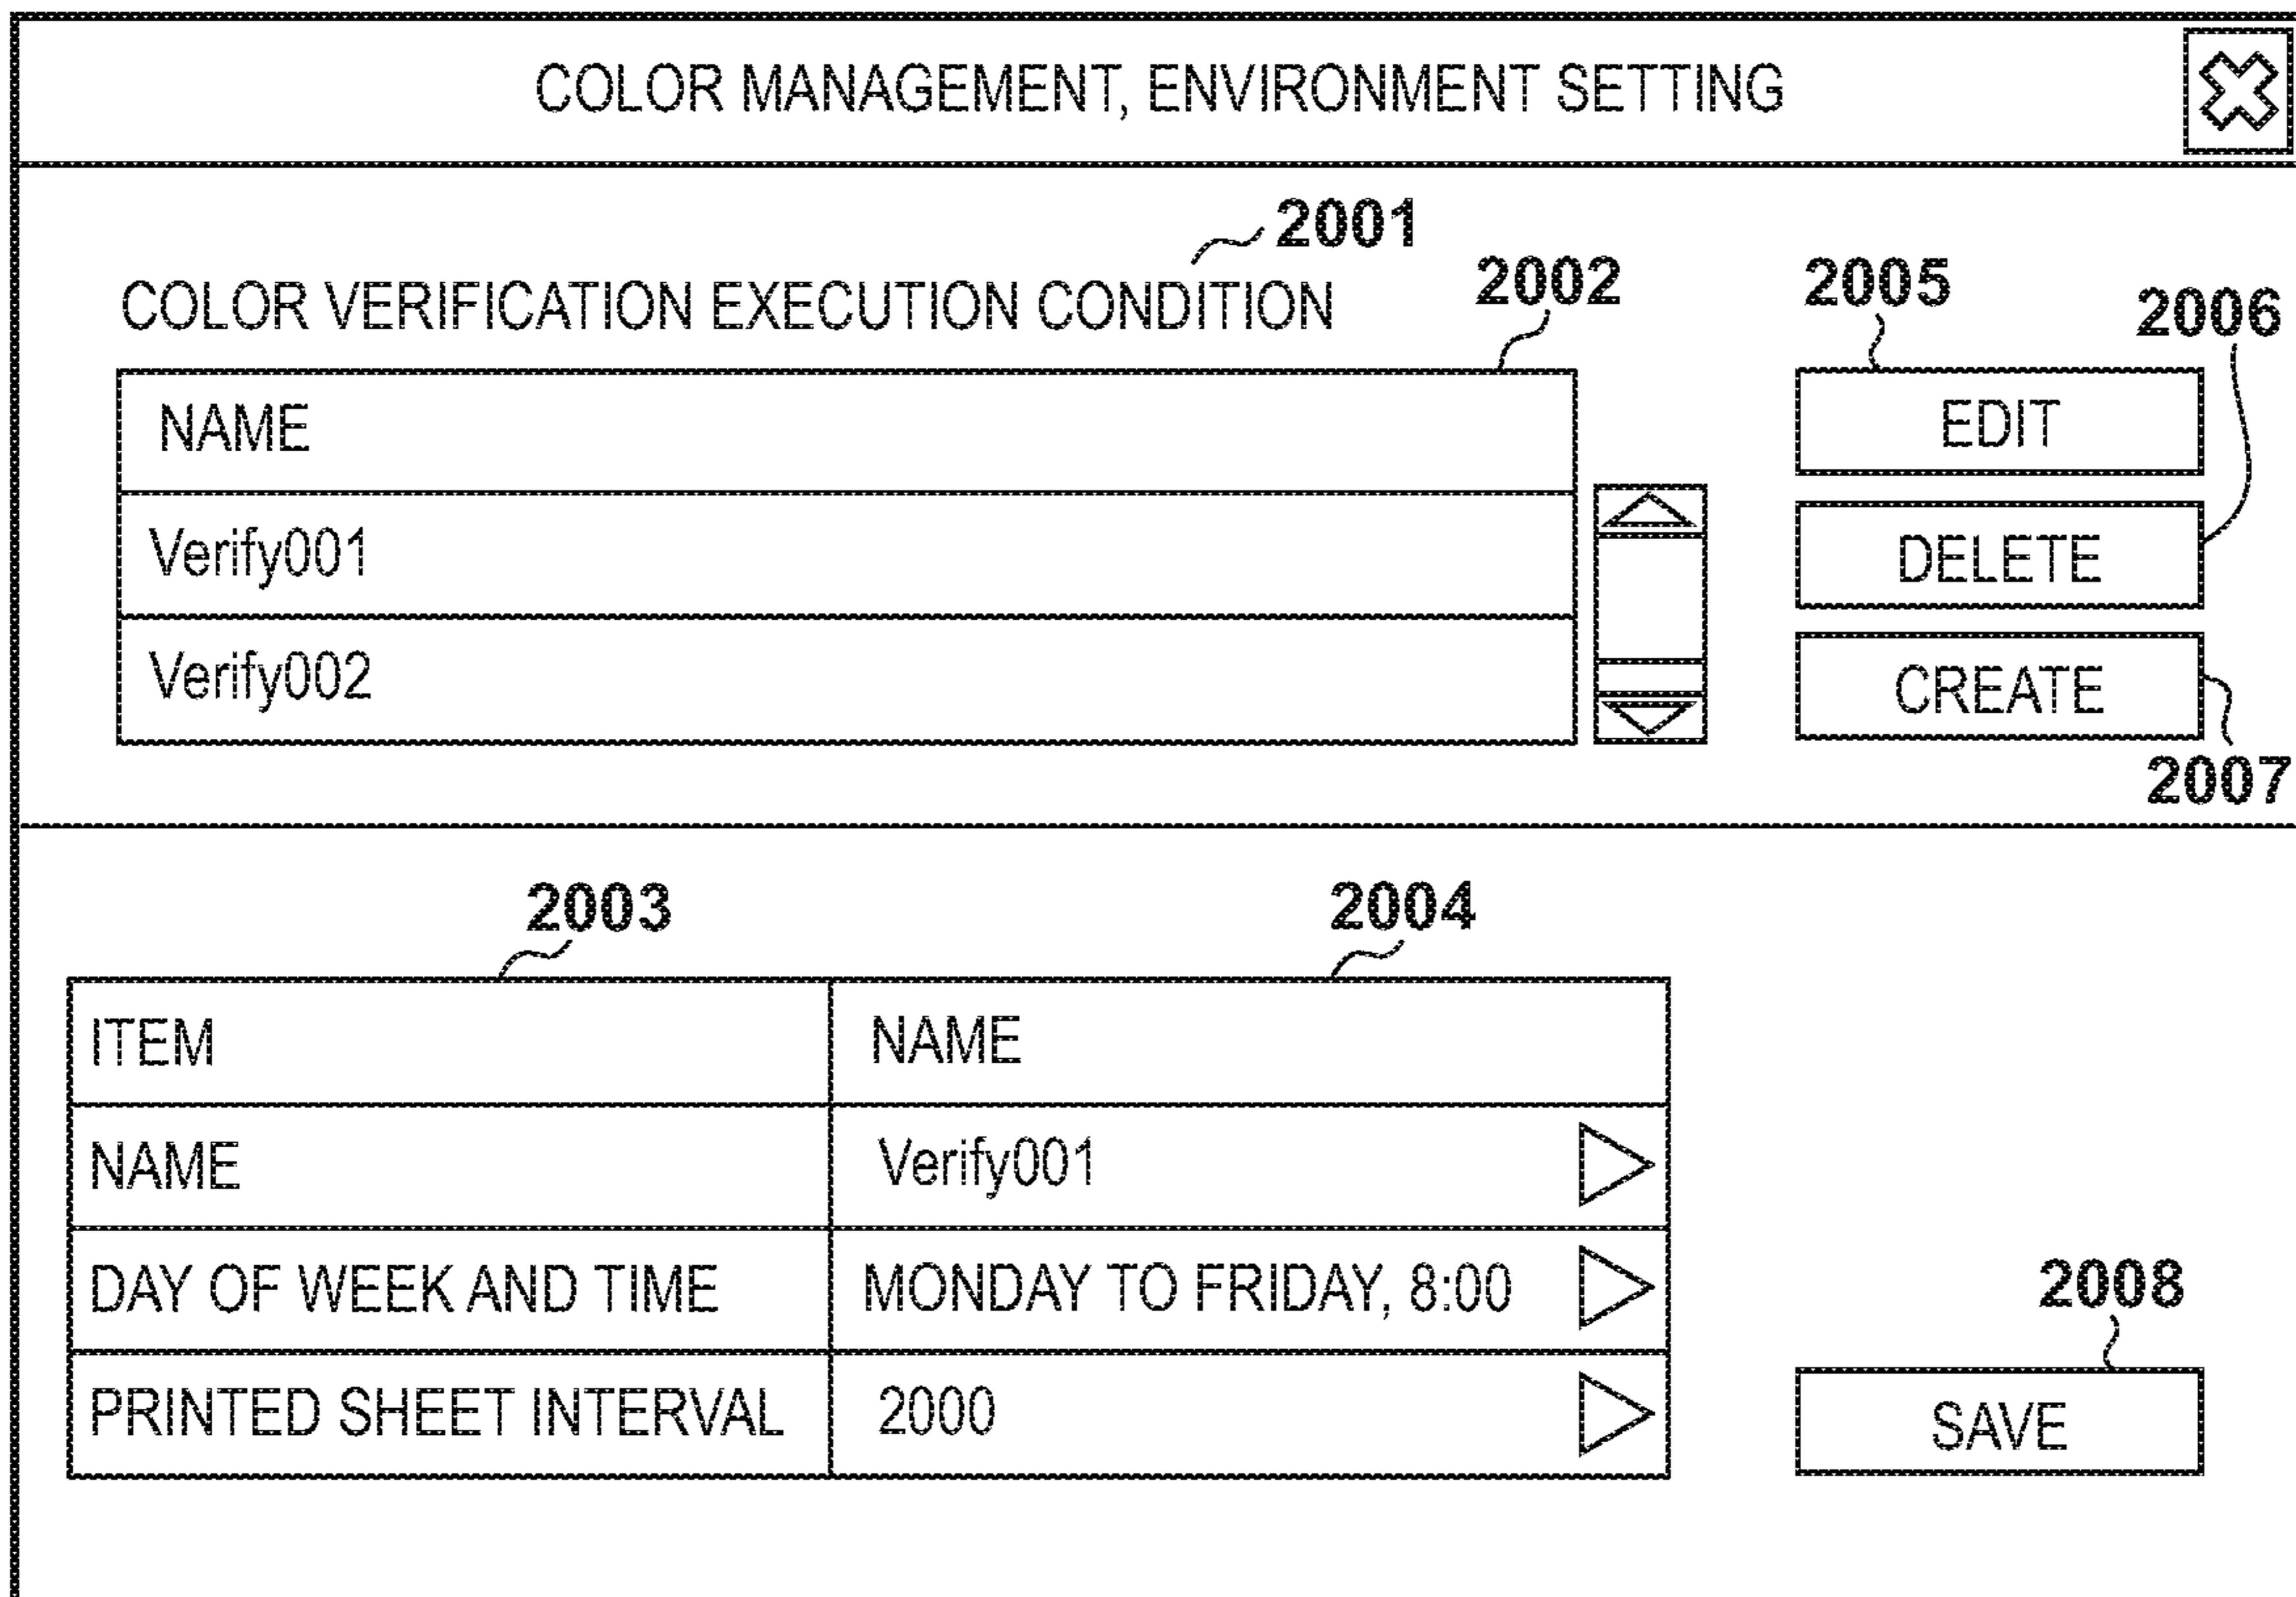 COLOR MANAGEMENT, ENVIRONMENT SETTING
2001
COLOR VERIFICATION EXECUTION CONDITION
2002
2005
2006
NAME
EDIT
Verify001
DELETE
Verify002
CREATE
2007
2003
2004
ITEM NAME
NAME Verify001
DAY OF WEEK AND TIME MONDAY TO FRIDAY, 8:00
2008
PRINTED SHEET INTERVAL 2000
SAVE